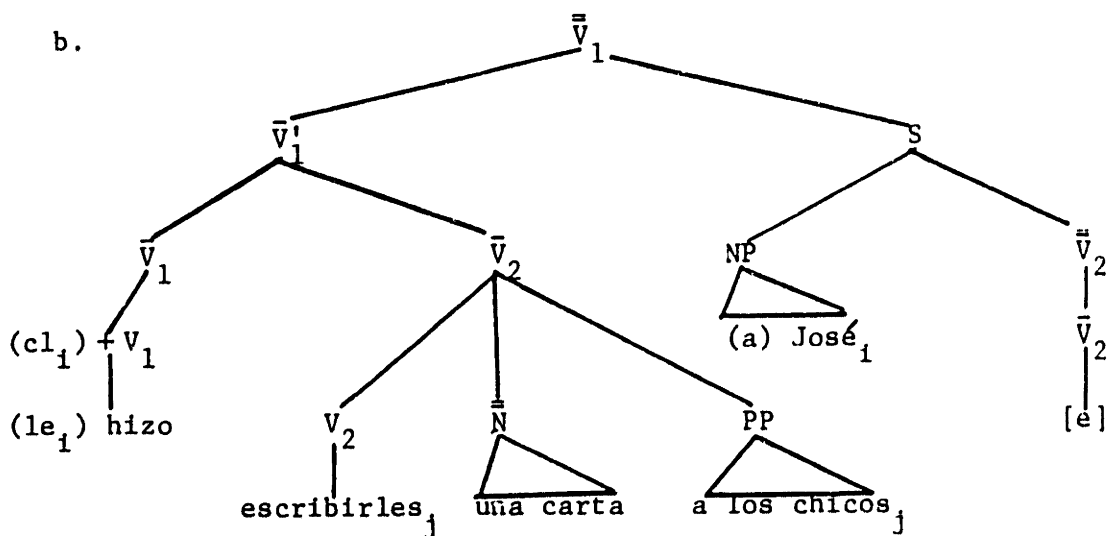 b. V̿₁
V̄'₁ S
V̄₁ V̄₂ NP V̿₂
(clᵢ) + V₁ (a) Joséᵢ V̄₂
(leᵢ) hizo V₂ N̿ PP [e]
escribirlesⱼ una carta a los chicosⱼ